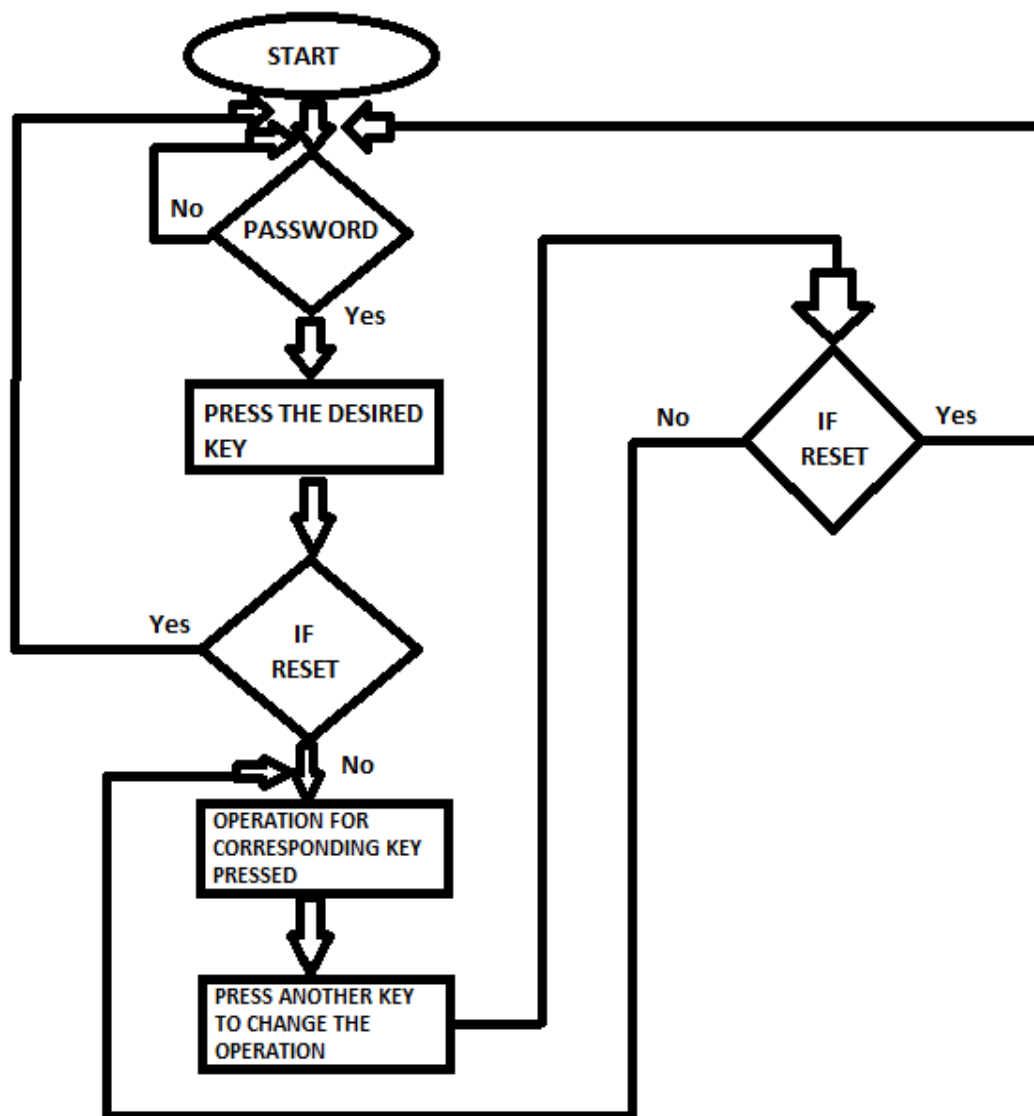 START
No
PASSWORD
Yes
PRESS THE DESIRED
KEY
Yes
IF
RESET
No
OPERATION FOR
CORRESPONDING KEY
PRESSED
PRESS ANOTHER KEY
TO CHANGE THE
OPERATION
No
IF
RESET
Yes